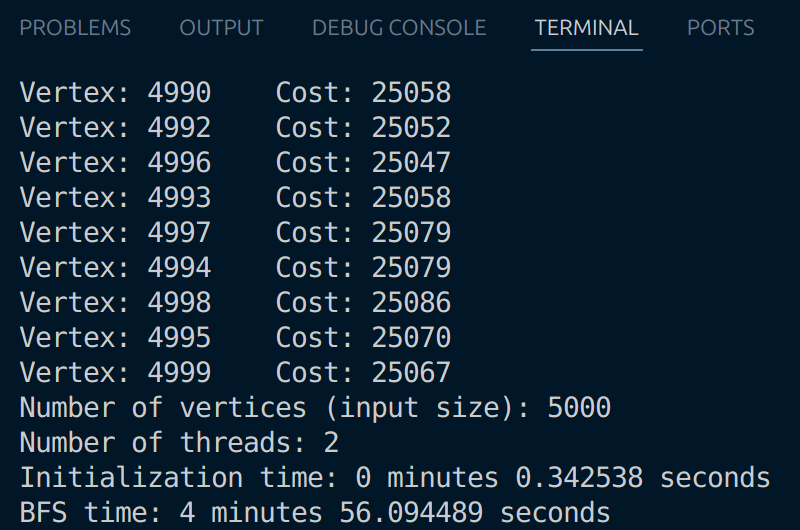 PROBLEMS OUTPUT DEBUG CONSOLE TERMINAL PORTS
Vertex: 4990    Cost: 25058
Vertex: 4992    Cost: 25052
Vertex: 4996    Cost: 25047
Vertex: 4993    Cost: 25058
Vertex: 4997    Cost: 25079
Vertex: 4994    Cost: 25079
Vertex: 4998    Cost: 25086
Vertex: 4995    Cost: 25070
Vertex: 4999    Cost: 25067
Number of vertices (input size): 5000
Number of threads: 2
Initialization time: 0 minutes 0.342538 seconds
BFS time: 4 minutes 56.094489 seconds